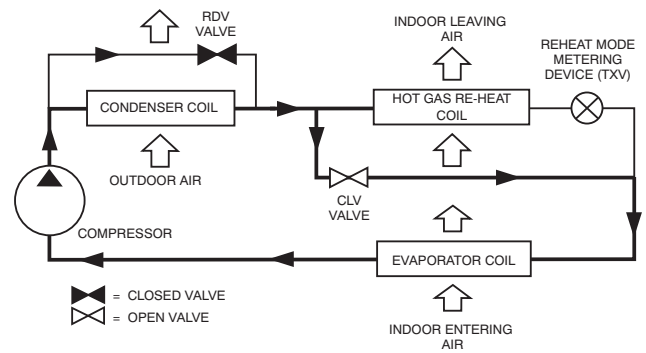 RDV
VALVE
INDOOR LEAVING
AIR
REHEAT MODE
METERING
DEVICE (TXV)
CONDENSER COIL
HOT GAS RE-HEAT
COIL
OUTDOOR AIR
CLV
VALVE
COMPRESSOR
EVAPORATOR COIL
= CLOSED VALVE
= OPEN VALVE
INDOOR ENTERING
AIR